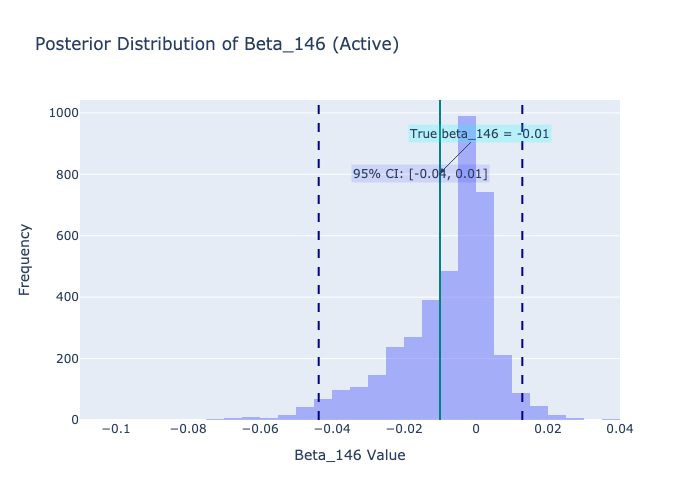 Posterior Distribution of Beta_146 (Active)
1000
True beta_146 = -0.01
800
95% CI: [-0.04, 0.01]
600
400
200
0
Frequency
−0.1 −0.08 −0.06 −0.04 −0.02 0 0.02 0.04
Beta_146 Value